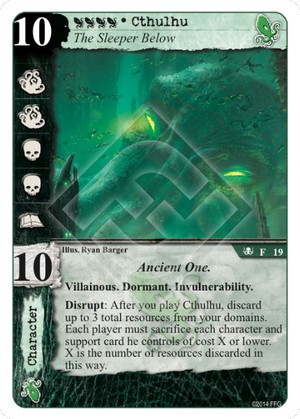 10
• Cthulhu
The Sleeper Below
Illus. Ryan Barger
F 19
10
Character
Ancient One.
Villainous. Dormant. Invulnerability.
Disrupt: After you play Cthulhu, discard
up to 3 total resources from your domains.
Each player must sacrifice each character and
support card he controls of cost X or lower.
X is the number of resources discarded in
this way.
©2014 FFG